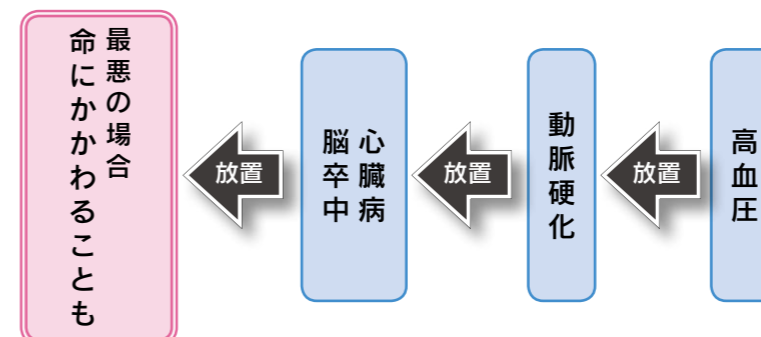 高血圧
放置
動脈硬化
放置
心臓病
脳卒中
放置
最悪の場合
命にかかわることも